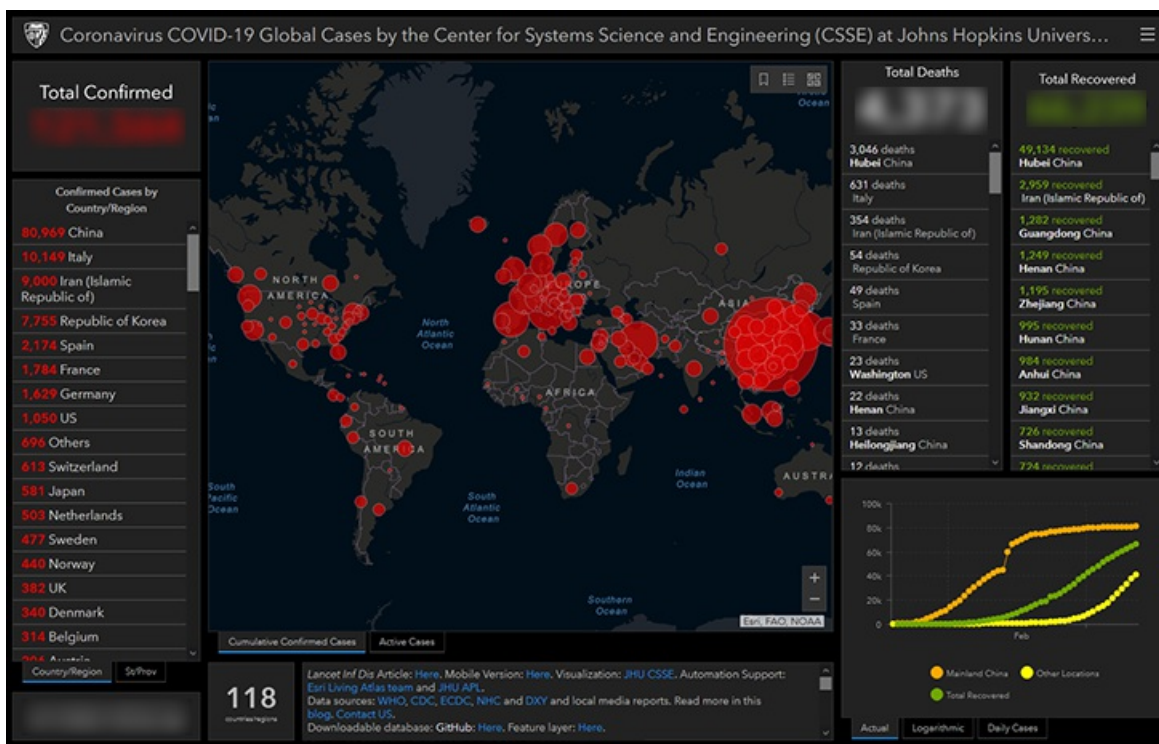 Coronavirus COVID-19 Global Cases by the Center for Systems Science and Engineering (CSSE) at Johns Hopkins Univers...
Total Confirmed
Confirmed Cases by
Country/Region
80,969 China
10,149 Italy
9,000 Iran (Islamic
Republic of)
7,755 Republic of Korea
2,174 Spain
1,784 France
1,629 Germany
1,050 US
696 Others
613 Switzerland
581 Japan
503 Netherlands
477 Sweden
440 Norway
382 UK
340 Denmark
314 Belgium
Austria
Country/Region
St/Prov
Arctic
Ocean
NORTH
AMERICA
North
Atlantic
Ocean
ASIA
AFRICA
SOUTH
AMERICA
South
Pacific
Ocean
South
Atlantic
Ocean
Indian
Ocean
AUSTR
Southern
Ocean
+
−
Esri, FAO, NOAA
Cumulative Confirmed Cases
Active Cases
118
countries/regions
Lancet Inf Dis Article: Here. Mobile Version: Here. Visualization: JHU CSSE. Automation Support:
Esri Living Atlas team and JHU APL.
Data sources: WHO, CDC, ECDC, NHC and DXY and local media reports. Read more in this
blog. Contact US.
Downloadable database: GitHub: Here. Feature layer: Here.
Total Deaths
3,046 deaths
Hubei China
631 deaths
Italy
354 deaths
Iran (Islamic Republic of)
54 deaths
Republic of Korea
49 deaths
Spain
33 deaths
France
23 deaths
Washington US
22 deaths
Henan China
13 deaths
Heilongjiang China
12 deaths
Total Recovered
49,134 recovered
Hubei China
2,959 recovered
Iran (Islamic Republic of)
1,282 recovered
Guangdong China
1,249 recovered
Henan China
1,195 recovered
Zhejiang China
995 recovered
Hunan China
984 recovered
Anhui China
932 recovered
Jiangxi China
726 recovered
Shandong China
724 recovered
100k
80k
60k
40k
20k
0
Feb
Mainland China
Other Locations
Total Recovered
Actual
Logarithmic
Daily Cases